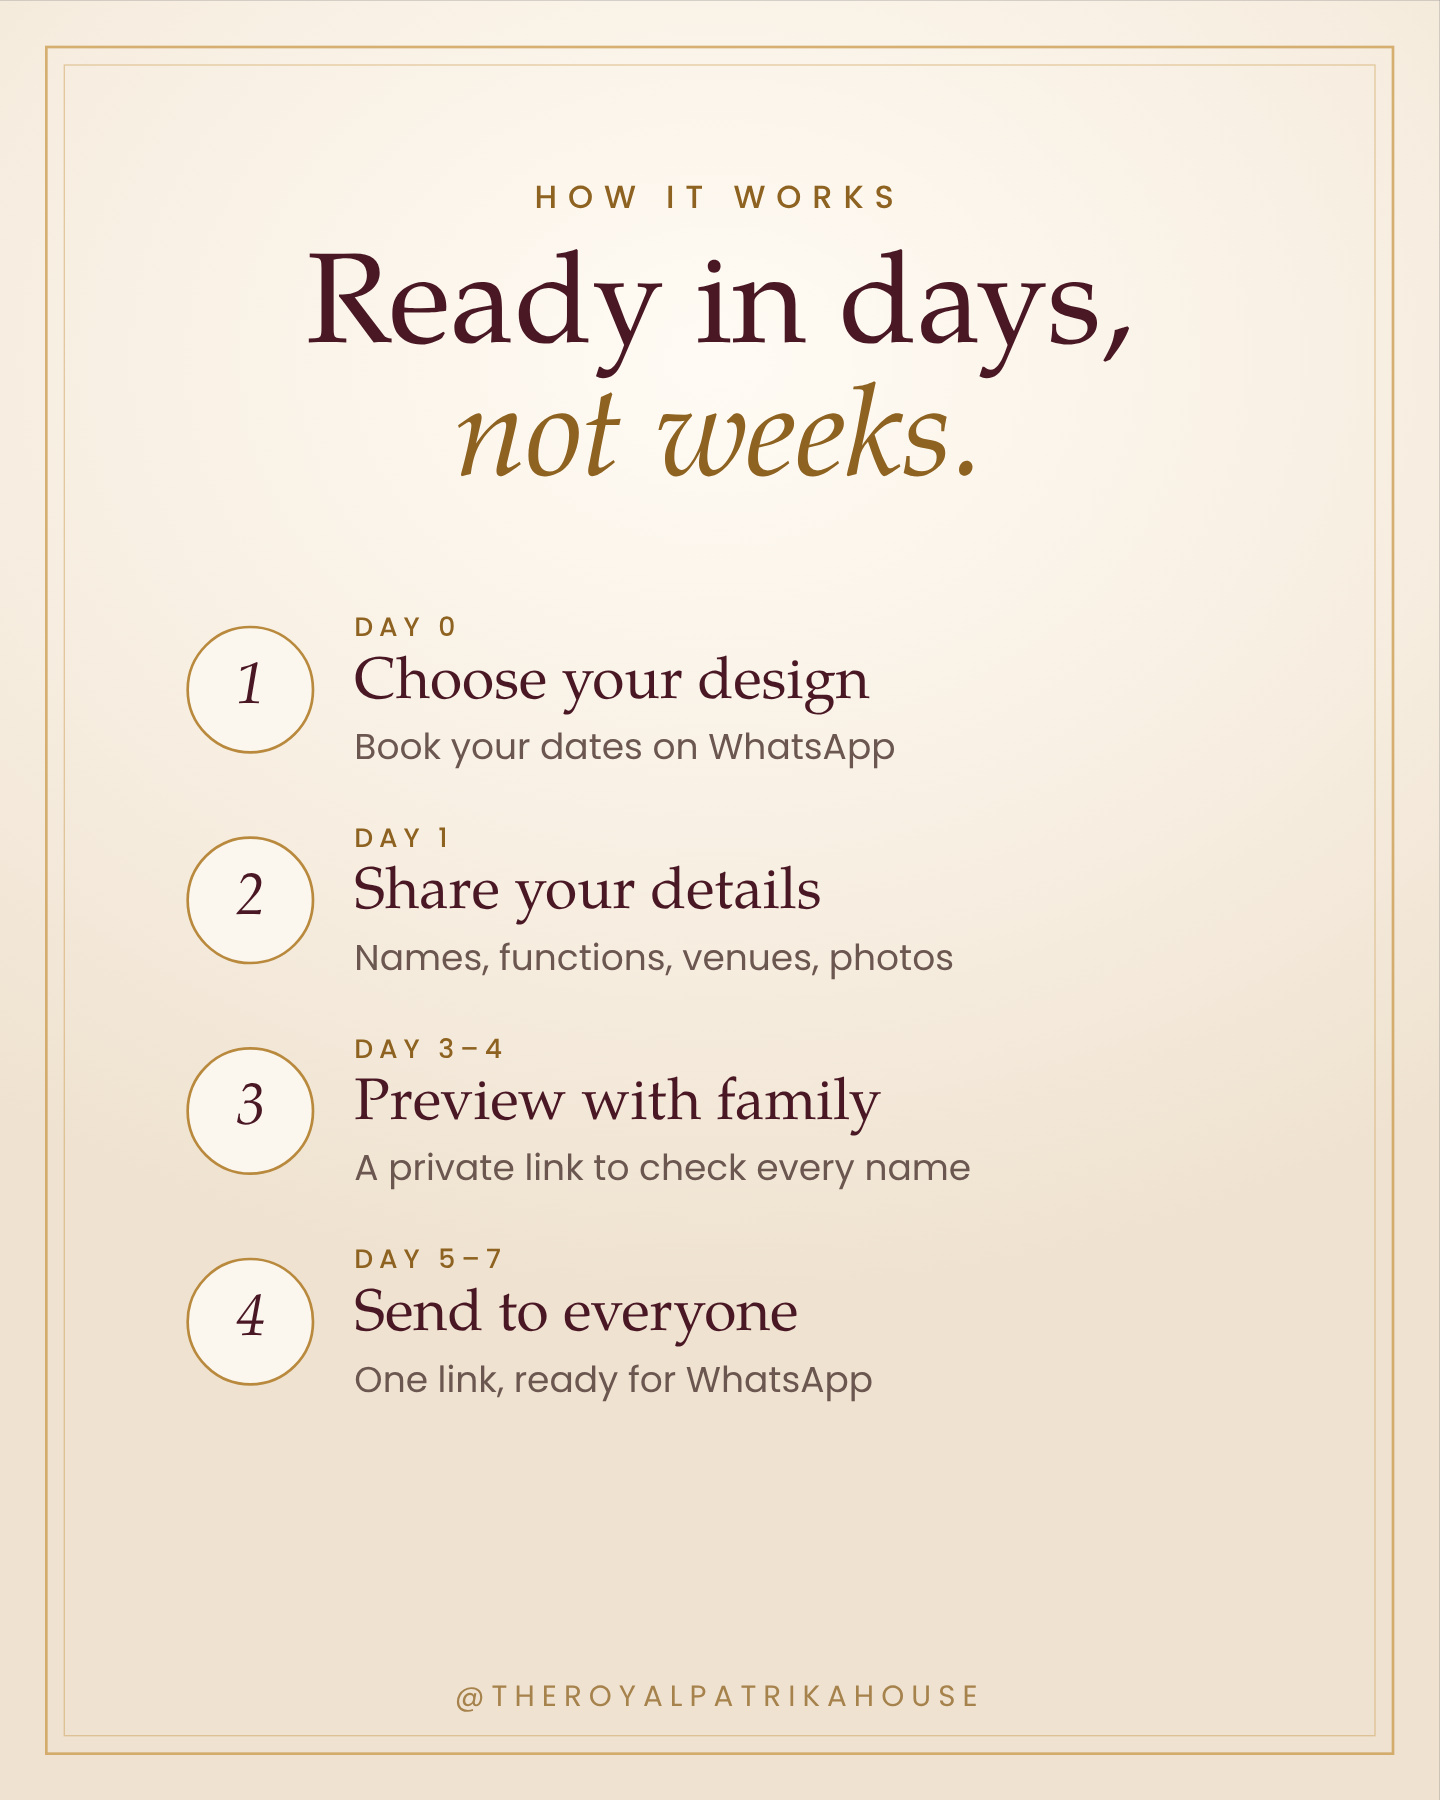 HOW IT WORKS
Ready in days,
not weeks.
1
DAY 0
Choose your design
Book your dates on WhatsApp
2
DAY 1
Share your details
Names, functions, venues, photos
3
DAY 3–4
Preview with family
A private link to check every name
4
DAY 5–7
Send to everyone
One link, ready for WhatsApp
@THEROYALPATRIKAHOUSE